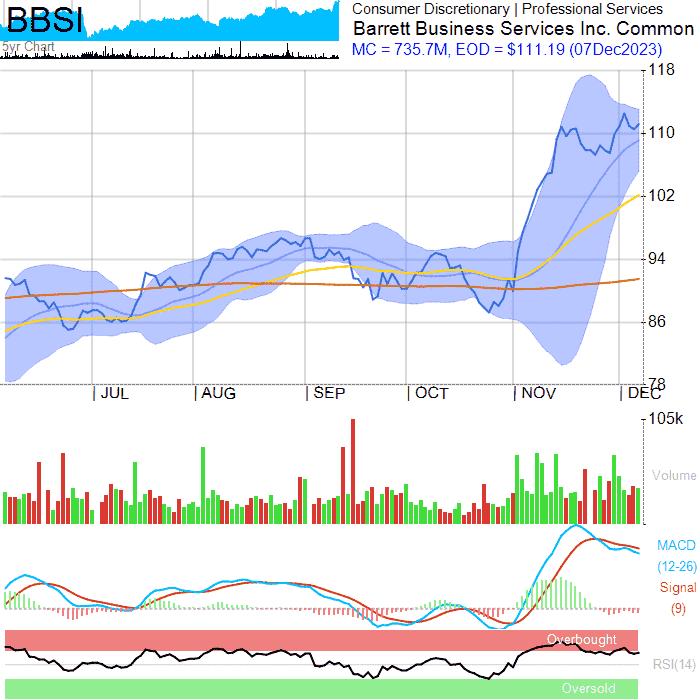 BBSI
5yr Chart
Consumer Discretionary | Professional Services
Barrett Business Services Inc. Common
MC = 735.7M, EOD = $111.19 (07Dec2023)
118
110
102
94
86
78
JUL AUG SEP OCT NOV DEC
105k
Volume
MACD
(12-26)
Signal
(9)
Overbought
RSI(14)
Oversold